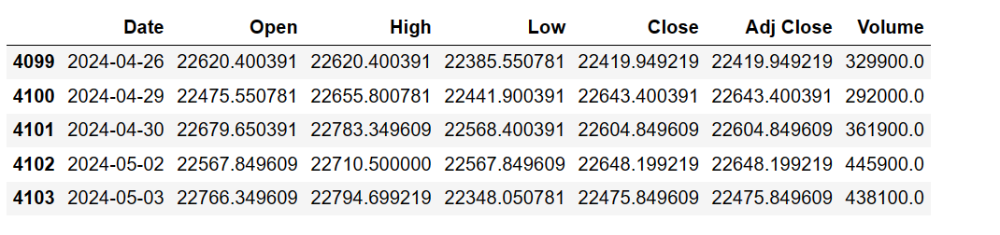 Date Open High Low Close Adj Close Volume
4099 2024-04-26 22620.400391 22620.400391 22385.550781 22419.949219 22419.949219 329900.0
4100 2024-04-29 22475.550781 22655.800781 22441.900391 22643.400391 22643.400391 292000.0
4101 2024-04-30 22679.650391 22783.349609 22568.400391 22604.849609 22604.849609 361900.0
4102 2024-05-02 22567.849609 22710.500000 22567.849609 22648.199219 22648.199219 445900.0
4103 2024-05-03 22766.349609 22794.699219 22348.050781 22475.849609 22475.849609 438100.0